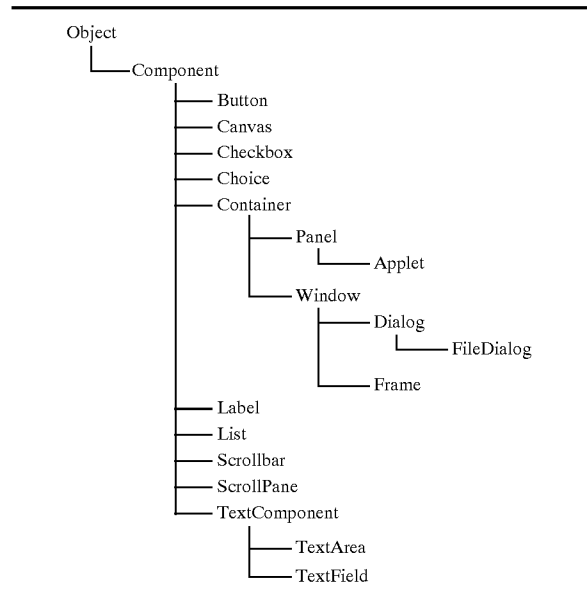 Object
Component
Button
Canvas
Checkbox
Choice
Container
Panel
Applet
Window
Dialog
FileDialog
Frame
Label
List
Scrollbar
ScrollPane
TextComponent
TextArea
TextField